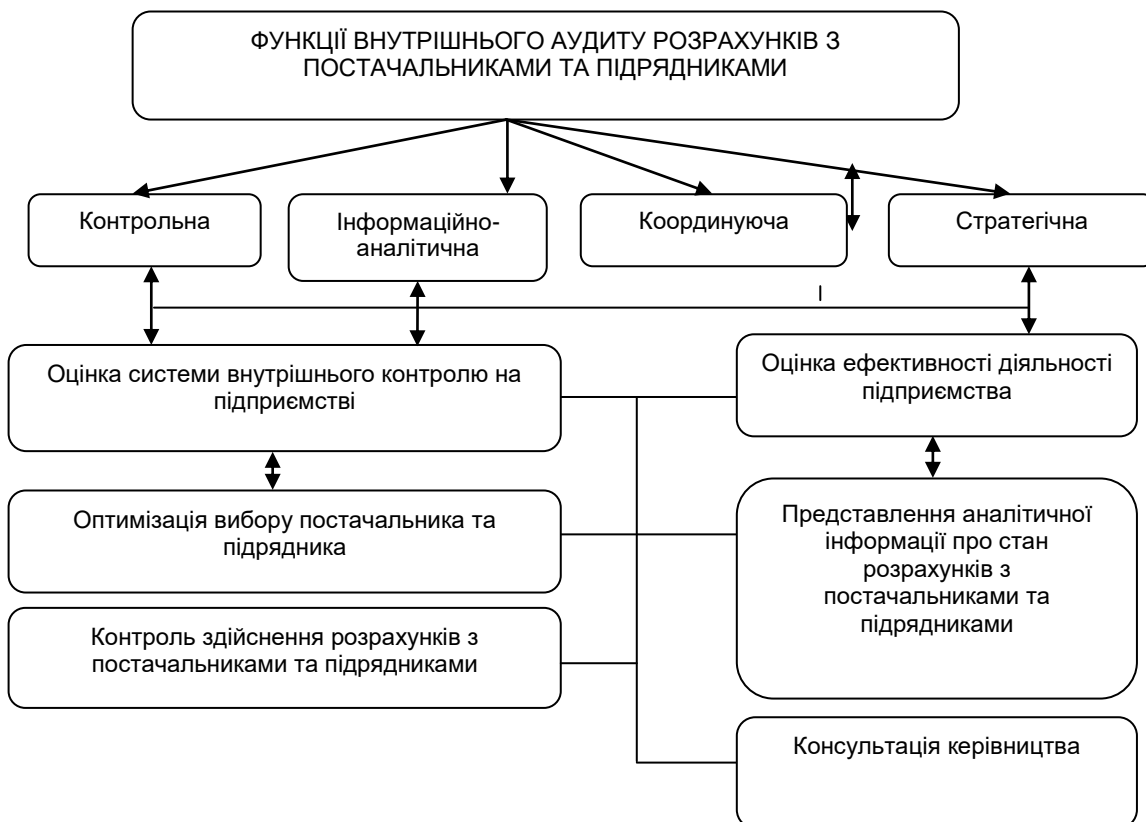 ФУНКЦІЇ ВНУТРІШНЬОГО АУДИТУ РОЗРАХУНКІВ З
ПОСТАЧАЛЬНИКАМИ ТА ПІДРЯДНИКАМИ
Контрольна
Інформаційно-
аналітична
Координуюча
Стратегічна
Оцінка системи внутрішнього контролю на
підприємстві
Оцінка ефективності діяльності
підприємства
Оптимізація вибору постачальника та
підрядника
Представлення аналітичної
інформації про стан
розрахунків з
постачальниками та
підрядниками
Контроль здійснення розрахунків з
постачальниками та підрядниками
Консультація керівництва